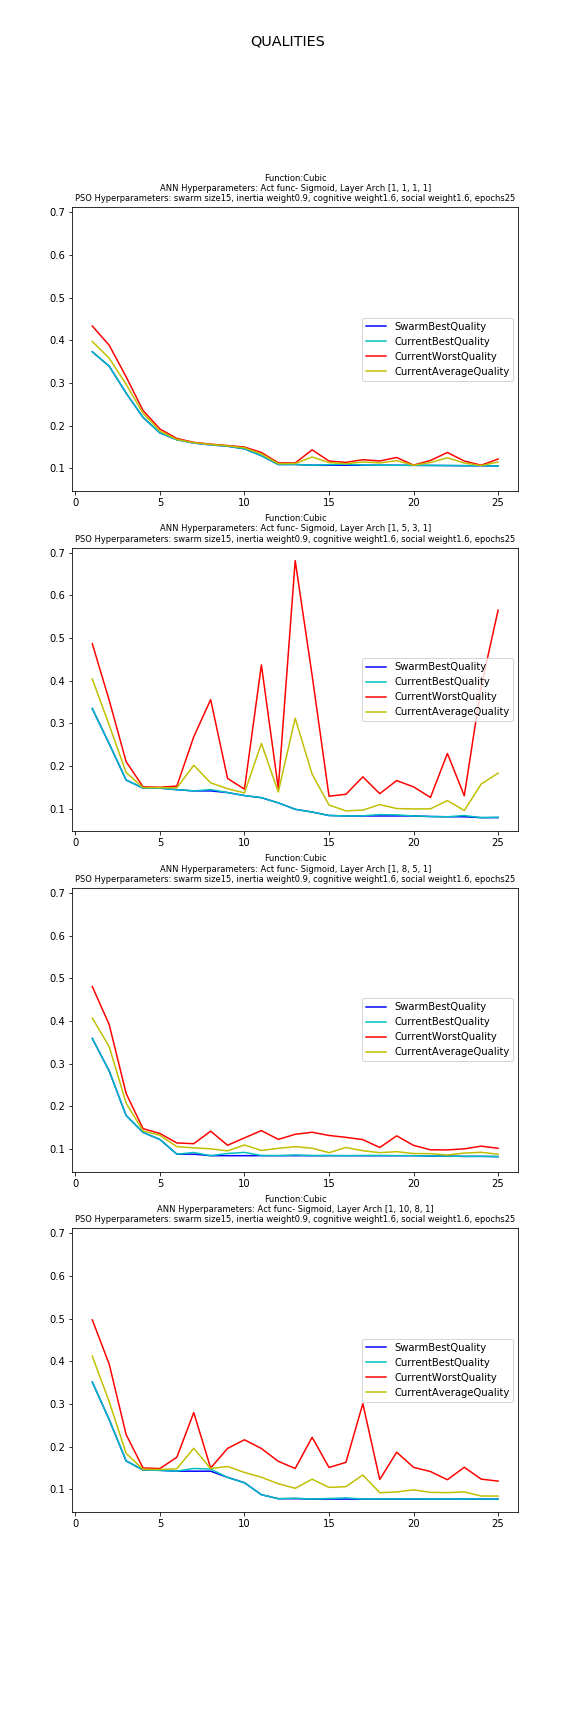 QUALITIES
Function:Cubic
ANN Hyperparameters: Act func- Sigmoid, Layer Arch [1, 1, 1, 1]
PSO Hyperparameters: swarm size15, inertia weight0.9, cognitive weight1.6, social weight1.6, epochs25
0.7
0.6
0.5
0.4
0.3
0.2
0.1
SwarmBestQuality
CurrentBestQuality
CurrentWorstQuality
CurrentAverageQuality
0 5 10 15 20 25
Function:Cubic
ANN Hyperparameters: Act func- Sigmoid, Layer Arch [1, 5, 3, 1]
PSO Hyperparameters: swarm size15, inertia weight0.9, cognitive weight1.6, social weight1.6, epochs25
0.7
0.6
0.5
0.4
0.3
0.2
0.1
SwarmBestQuality
CurrentBestQuality
CurrentWorstQuality
CurrentAverageQuality
0 5 10 15 20 25
Function:Cubic
ANN Hyperparameters: Act func- Sigmoid, Layer Arch [1, 8, 5, 1]
PSO Hyperparameters: swarm size15, inertia weight0.9, cognitive weight1.6, social weight1.6, epochs25
0.7
0.6
0.5
0.4
0.3
0.2
0.1
SwarmBestQuality
CurrentBestQuality
CurrentWorstQuality
CurrentAverageQuality
0 5 10 15 20 25
Function:Cubic
ANN Hyperparameters: Act func- Sigmoid, Layer Arch [1, 10, 8, 1]
PSO Hyperparameters: swarm size15, inertia weight0.9, cognitive weight1.6, social weight1.6, epochs25
0.7
0.6
0.5
0.4
0.3
0.2
0.1
SwarmBestQuality
CurrentBestQuality
CurrentWorstQuality
CurrentAverageQuality
0 5 10 15 20 25